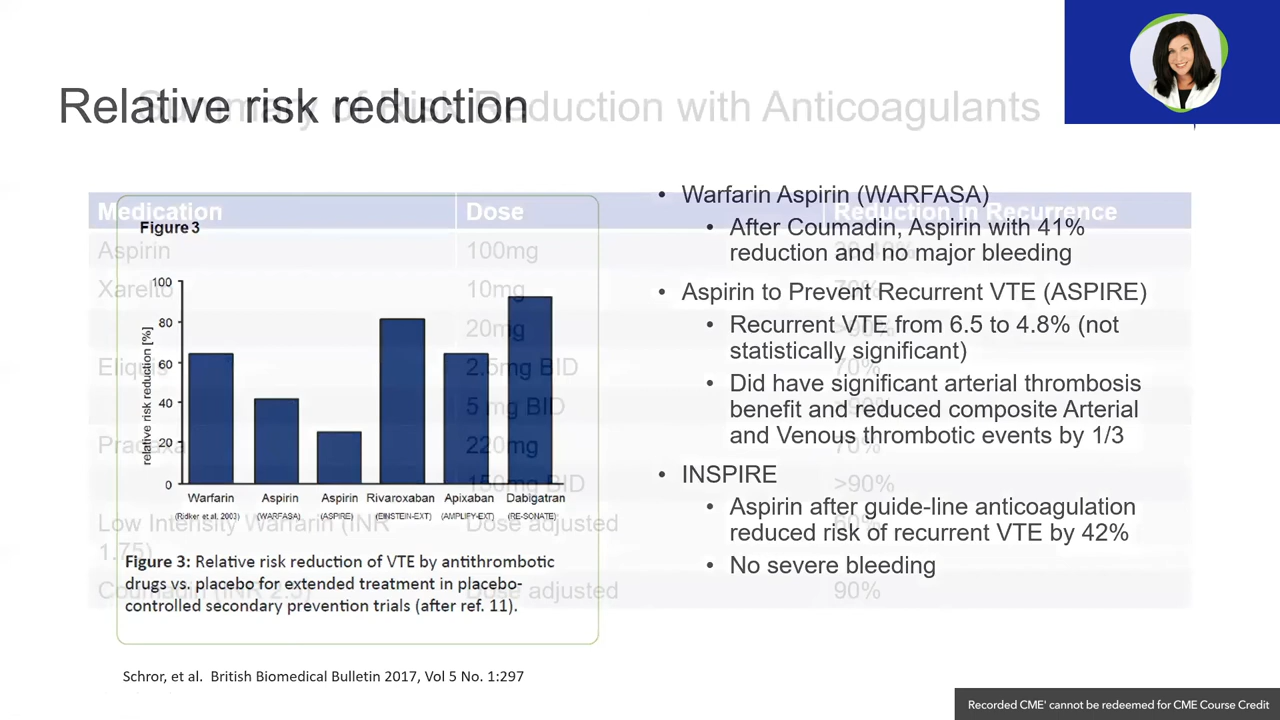 Relative risk reduction
Summary of Risk Reduction with Anticoagulants
Figure 3
100
80
60
40
20
0
relative risk reduction [%]
Warfarin
Aspirin
Aspirin
Rivaroxaban
Apixaban
Dabigatran
(Ridker et al. 2003)
(WARFASA)
(ASPIRE)
(EINSTEIN-EXT)
(AMPLIFY-EXT)
(RE-SONATE)
Figure 3: Relative risk reduction of VTE by antithrombotic
drugs vs. placebo for extended treatment in placebo-
controlled secondary prevention trials (after ref. 11).
Schror, et al. British Biomedical Bulletin 2017, Vol 5 No. 1:297
• Warfarin Aspirin (WARFASA)
• After Coumadin, Aspirin with 41%
reduction and no major bleeding
• Aspirin to Prevent Recurrent VTE (ASPIRE)
• Recurrent VTE from 6.5 to 4.8% (not
statistically significant)
• Did have significant arterial thrombosis
benefit and reduced composite Arterial
and Venous thrombotic events by 1/3
• INSPIRE
• Aspirin after guide-line anticoagulation
reduced risk of recurrent VTE by 42%
• No severe bleeding
Medication Dose Reduction in Recurrence
Aspirin 100mg
Xarelto 10mg
20mg
Eliquis 2.5mg BID 70%
5 mg BID
Pradaxa 220mg 70%
150mg BID >90%
Low Intensity Warfarin (INR Dose adjusted
1.75)
Coumadin (INR 2.5) Dose adjusted 90%
Recorded CME' cannot be redeemed for CME Course Credit